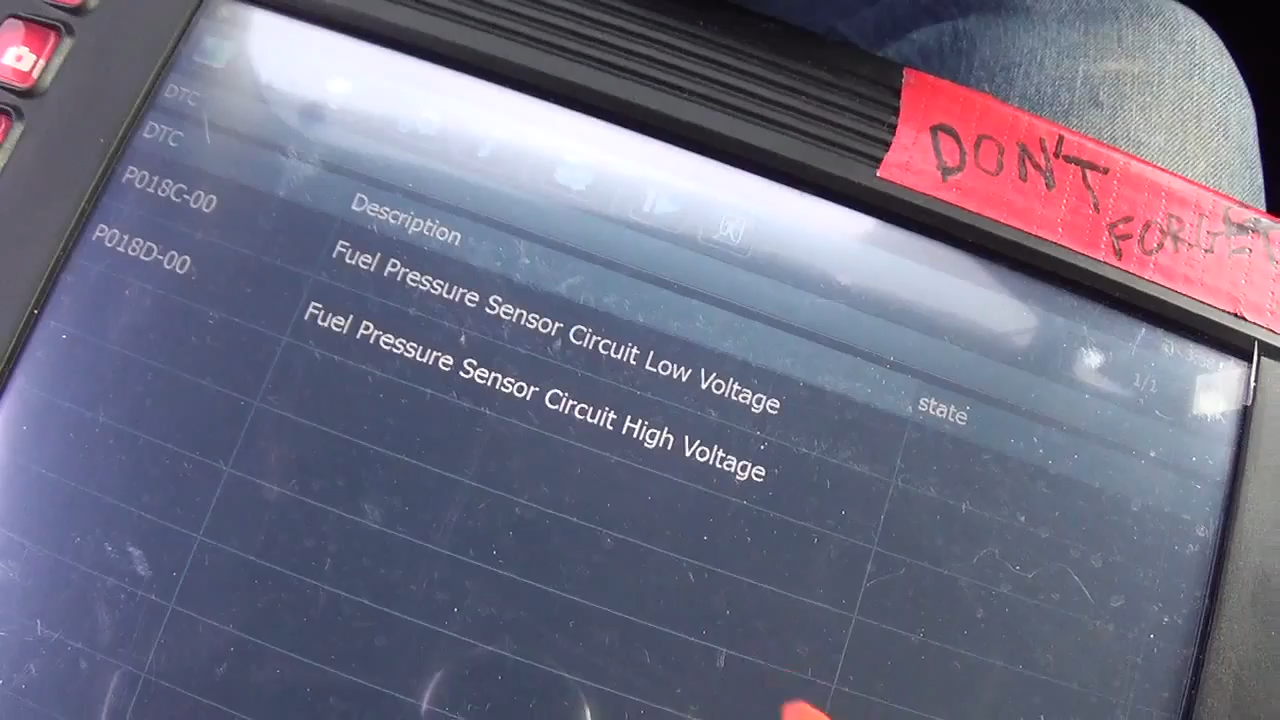 DON'T
FORGET
DTC
1/1
DTC Description state
P018C-00 Fuel Pressure Sensor Circuit Low Voltage
P018D-00 Fuel Pressure Sensor Circuit High Voltage